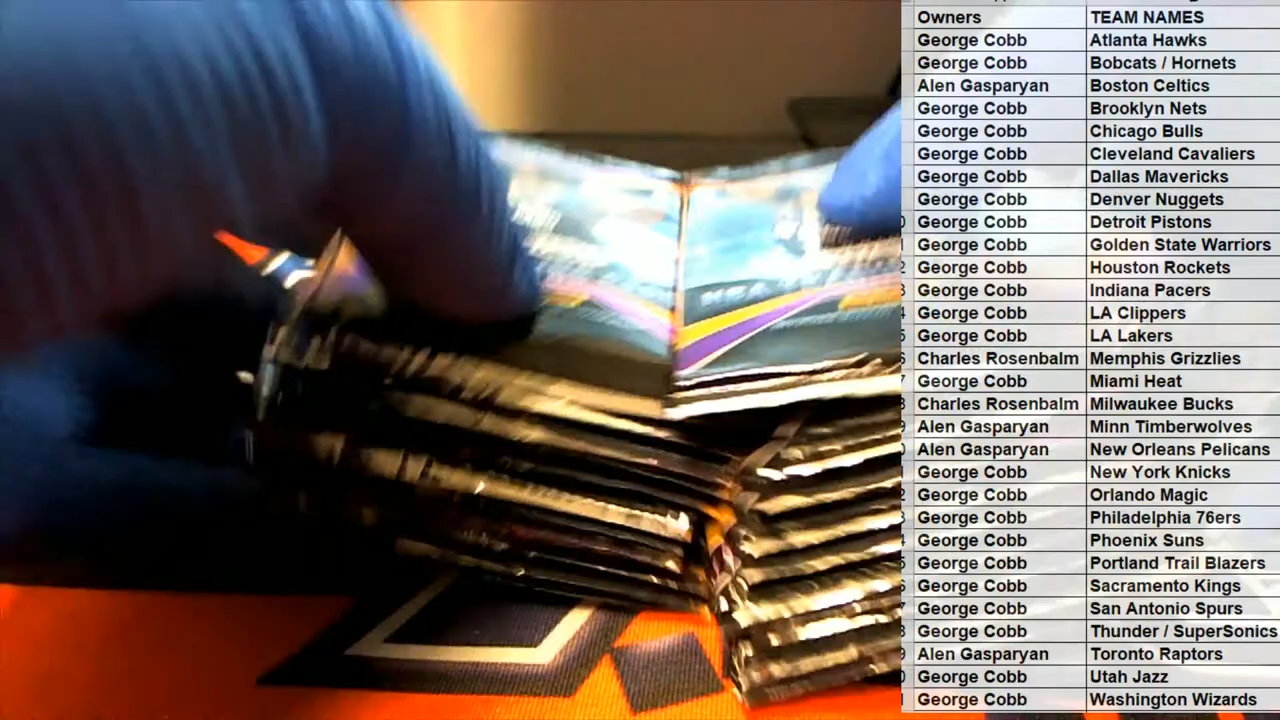 Owners TEAM NAMES
George Cobb Atlanta Hawks
George Cobb Bobcats / Hornets
Alen Gasparyan Boston Celtics
George Cobb Brooklyn Nets
George Cobb Chicago Bulls
George Cobb Cleveland Cavaliers
George Cobb Dallas Mavericks
George Cobb Denver Nuggets
George Cobb Detroit Pistons
George Cobb Golden State Warriors
George Cobb Houston Rockets
George Cobb Indiana Pacers
George Cobb LA Clippers
George Cobb LA Lakers
Charles Rosenbalm Memphis Grizzlies
George Cobb Miami Heat
Charles Rosenbalm Milwaukee Bucks
Alen Gasparyan Minn Timberwolves
Alen Gasparyan New Orleans Pelicans
George Cobb New York Knicks
George Cobb Orlando Magic
George Cobb Philadelphia 76ers
George Cobb Phoenix Suns
George Cobb Portland Trail Blazers
George Cobb Sacramento Kings
George Cobb San Antonio Spurs
George Cobb Thunder / SuperSonics
Alen Gasparyan Toronto Raptors
George Cobb Utah Jazz
George Cobb Washington Wizards
NBA